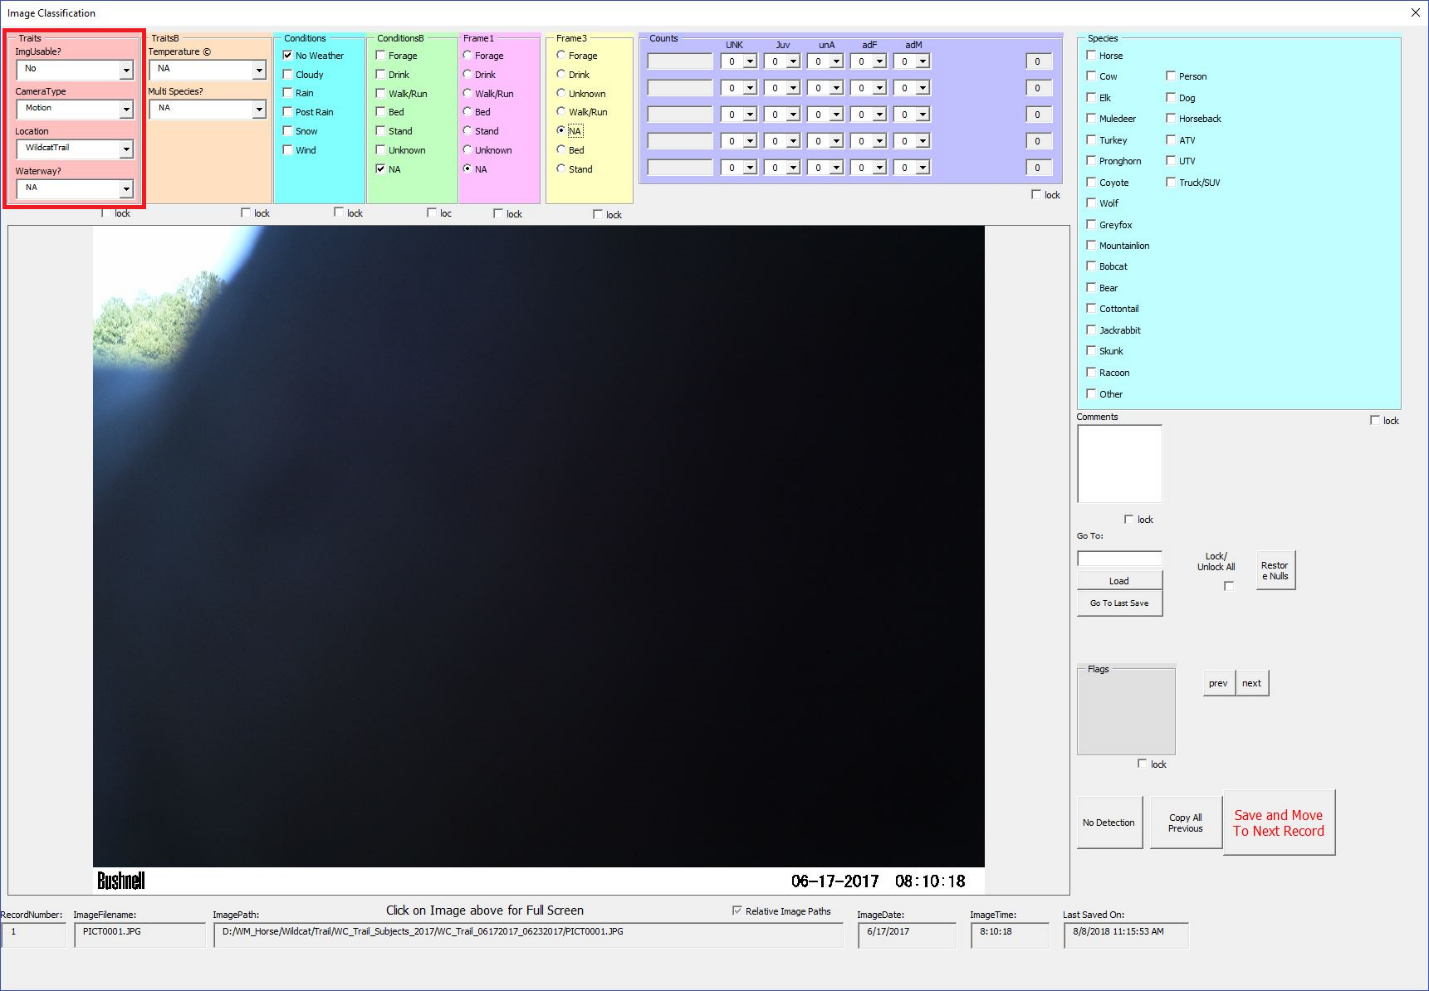 Image Classification
Traits
ImgUsable?
No
CameraType
Motion
Location
WildcatTrail
Waterway?
NA
lock
TraitsB
Temperature ©
NA
Multi Species?
NA
lock
Conditions
No Weather
Cloudy
Rain
Post Rain
Snow
Wind
lock
ConditionsB
Forage
Drink
Walk/Run
Bed
Stand
Unknown
NA
loc
Frame1
Forage
Drink
Walk/Run
Bed
Stand
Unknown
NA
lock
Frame3
Forage
Drink
Unknown
Walk/Run
NA
Bed
Stand
lock
Counts
UNK Juv unA adF adM
0 0 0 0 0 0
0 0 0 0 0 0
0 0 0 0 0 0
0 0 0 0 0 0
0 0 0 0 0 0
lock
Species
Horse
Cow Person
Elk Dog
Muledeer Horseback
Turkey ATV
Pronghorn UTV
Coyote Truck/SUV
Wolf
Greyfox
Mountainlion
Bobcat
Bear
Cottontail
Jackrabbit
Skunk
Racoon
Other
lock
Comments
lock
Go To:
Load
Go To Last Save
Lock/
Unlock All
Restor
e Nulls
Flags
lock
prev next
No Detection
Copy All
Previous
Save and Move
To Next Record
Bushnell 06-17-2017 08:10:18
Click on Image above for Full Screen
Relative Image Paths
RecordNumber: ImageFilename: ImagePath: ImageDate: ImageTime: Last Saved On:
1 PICT0001.JPG D:/WM_Horse/Wildcat/Trail/WC_Trail_Subjects_2017/WC_Trail_06172017_06232017/PICT0001.JPG 6/17/2017 8:10:18 8/8/2018 11:15:53 AM